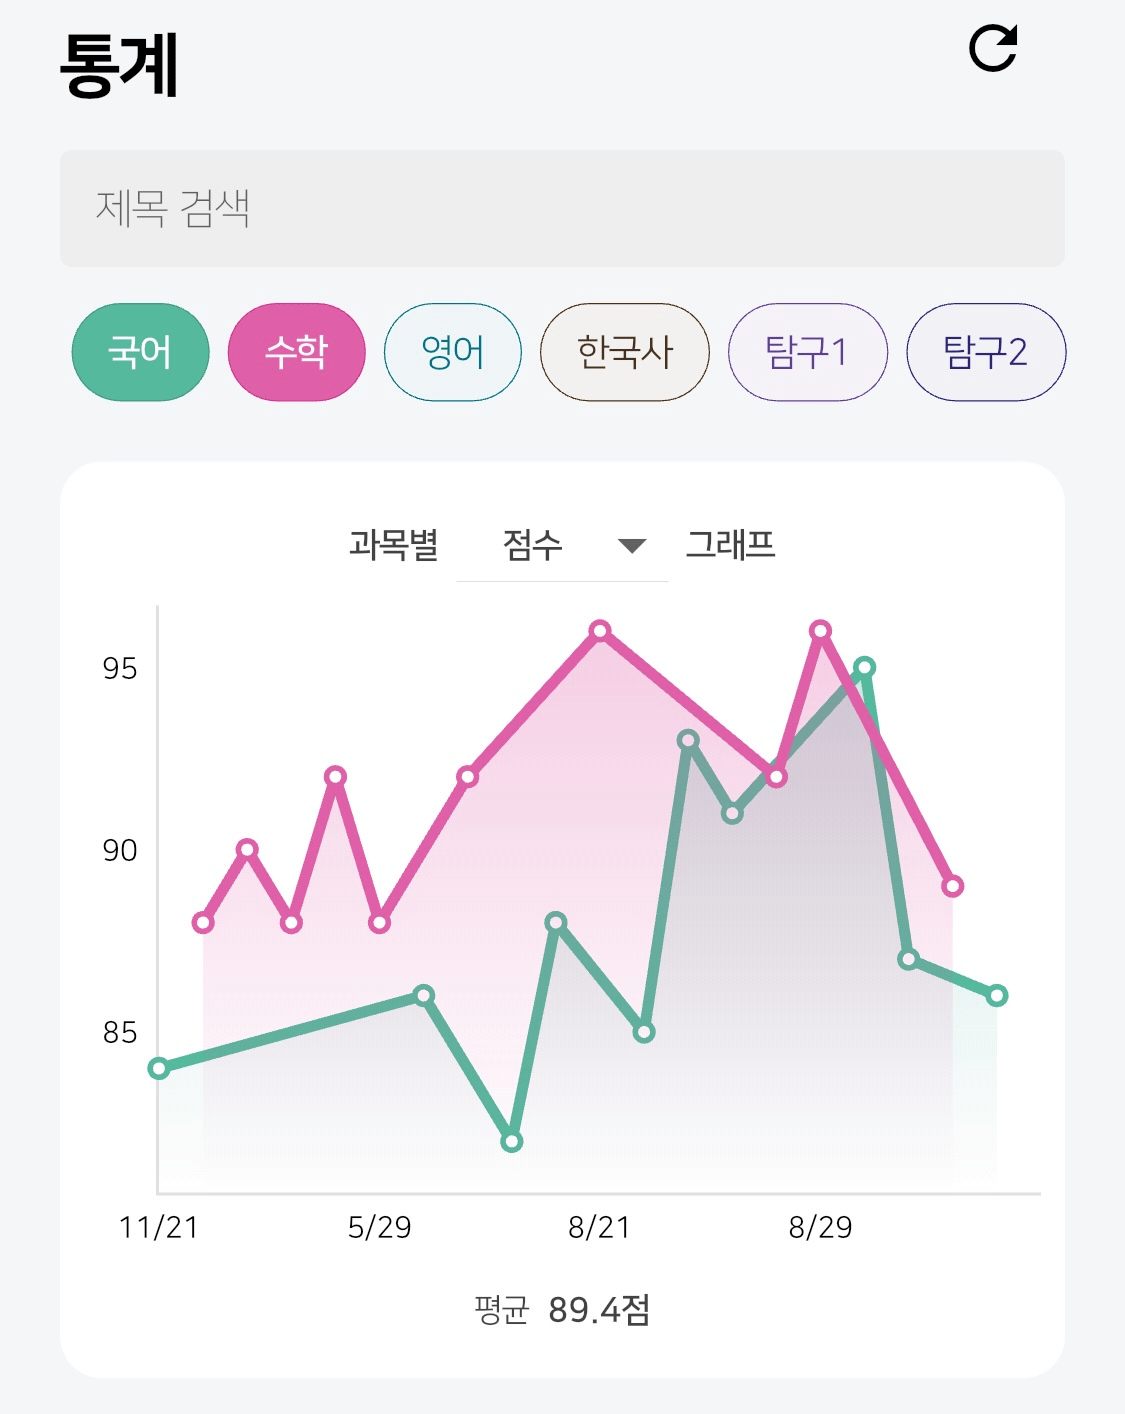 통계
제목 검색
국어 수학 영어 한국사 탐구1 탐구2
과목별 점수 그래프
95
90
85
11/21 5/29 8/21 8/29
평균 89.4점